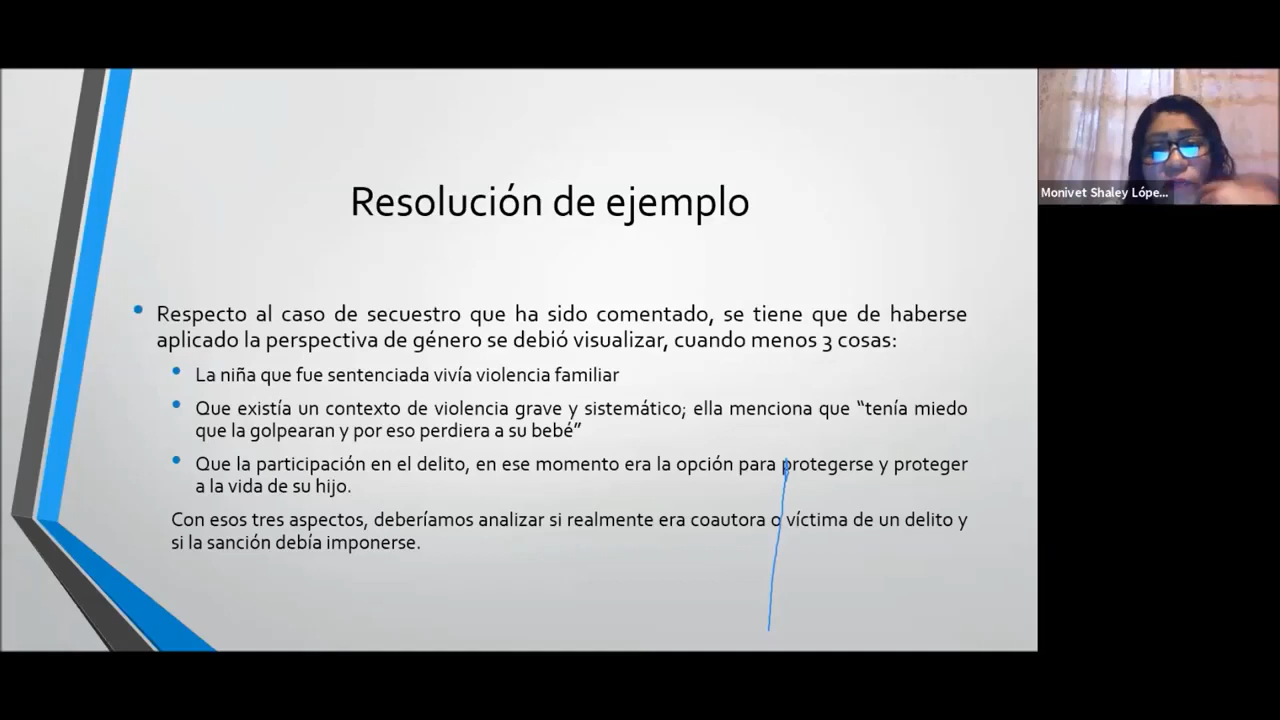 Resolución de ejemplo
Respecto al caso de secuestro que ha sido comentado, se tiene que de haberse
aplicado la perspectiva de género se debió visualizar, cuando menos 3 cosas:
La niña que fue sentenciada vivía violencia familiar
Que existía un contexto de violencia grave y sistemático; ella menciona que “tenía miedo
que la golpearan y por eso perdiera a su bebé”
Que la participación en el delito, en ese momento era la opción para protegerse y proteger
a la vida de su hijo.
Con esos tres aspectos, deberíamos analizar si realmente era coautora o víctima de un delito y
si la sanción debía imponerse.
Monivet Shaley Lópe...